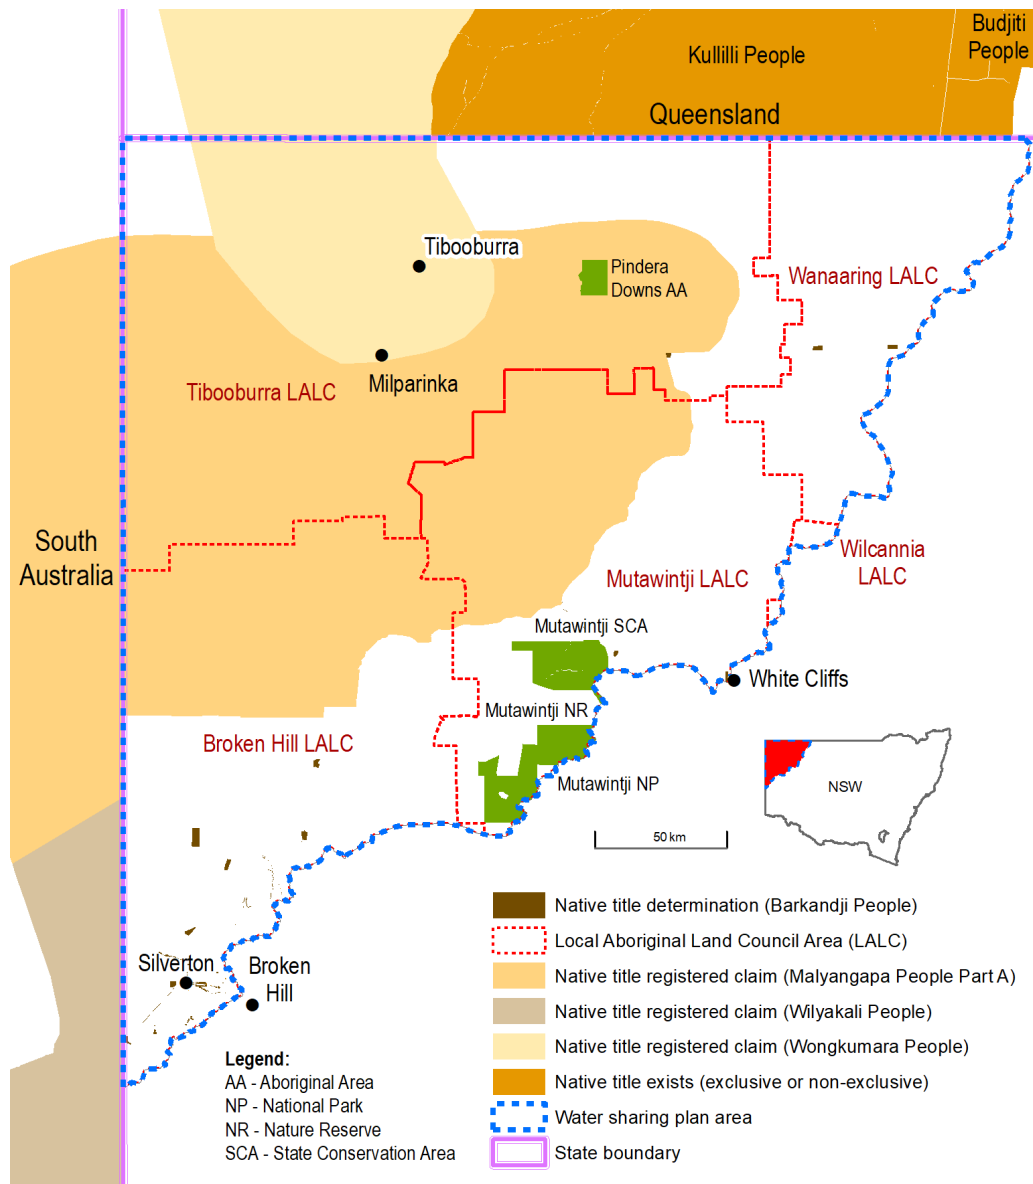 Budjiti
People
Kullilli People
Queensland
Tibooburra
Pindera
Downs AA
Wanaaring LALC
Milparinka
Tibooburra LALC
South
Australia
Wilcannia
LALC
Mutawintji LALC
Mutawintji SCA
White Cliffs
Mutawintji NR
Broken Hill LALC
Mutawintji NP
NSW
50 km
Silverton
Broken
Hill
Native title determination (Barkandji People)
Local Aboriginal Land Council Area (LALC)
Native title registered claim (Malyangapa People Part A)
Native title registered claim (Wilyakali People)
Native title registered claim (Wongkumara People)
Native title exists (exclusive or non-exclusive)
Water sharing plan area
State boundary
Legend:
AA - Aboriginal Area
NP - National Park
NR - Nature Reserve
SCA - State Conservation Area